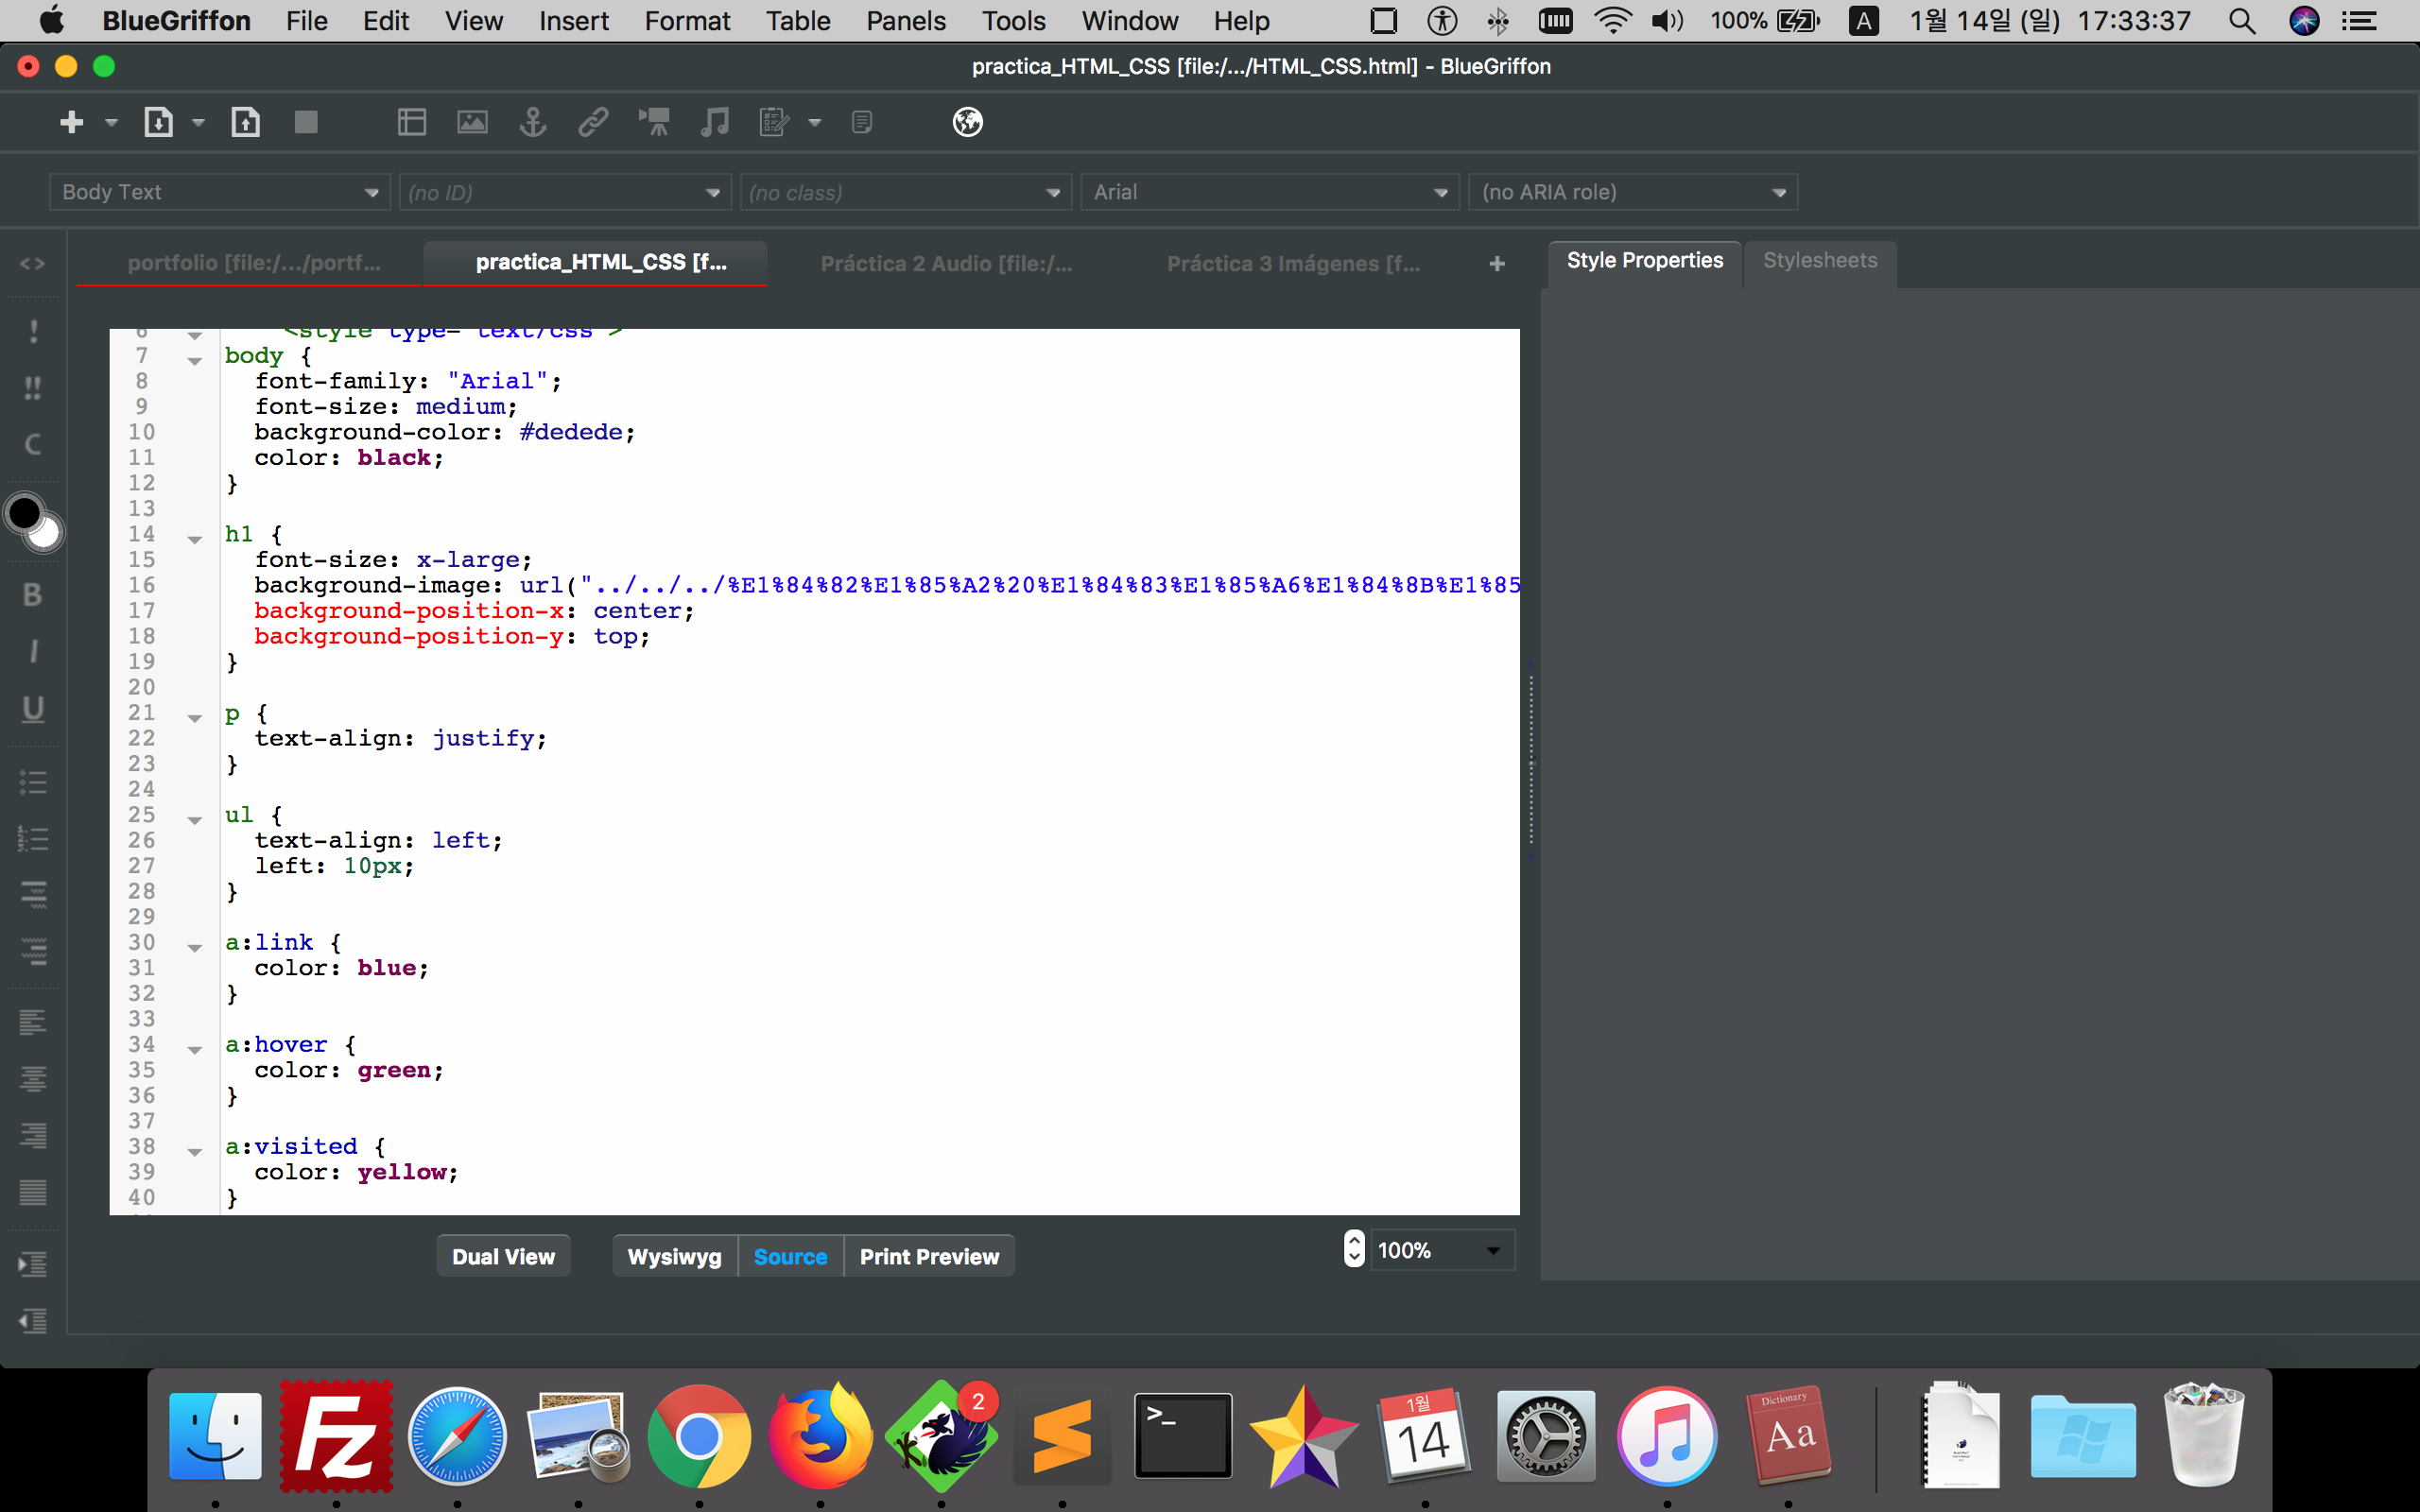 BlueGriffon File Edit View Insert Format Table Panels Tools Window Help 100% A 1월 14일 (일) 17:33:37
practica_HTML_CSS [file:/.../HTML_CSS.html] - BlueGriffon
Body Text (no ID) (no class) Arial (no ARIA role)
portfolio [file:/.../portf... practica_HTML_CSS [f... Práctica 2 Audio [file:/... Práctica 3 Imágenes [f... + Style Properties Stylesheets
6 <style type="text/css">
7 body {
8 font-family: "Arial";
9 font-size: medium;
10 background-color: #dedede;
11 color: black;
12 }
13
14 h1 {
15 font-size: x-large;
16 background-image: url("../../../%E1%84%82%E1%85%A2%20%E1%84%83%E1%85%A6%E1%84%8B%E1%85
17 background-position-x: center;
18 background-position-y: top;
19 }
20
21 p {
22 text-align: justify;
23 }
24
25 ul {
26 text-align: left;
27 left: 10px;
28 }
29
30 a:link {
31 color: blue;
32 }
33
34 a:hover {
35 color: green;
36 }
37
38 a:visited {
39 color: yellow;
40 }
! 
!!
C
B
I
U
Dual View Wysiwyg Source Print Preview 100%
Fz 2 >_ 1월 14 Dictionary Aa